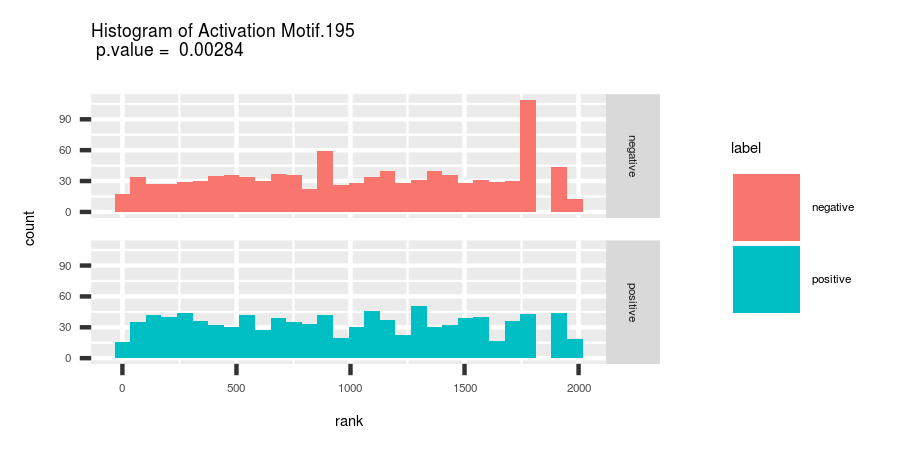 Histogram of Activation Motif.195
p.value = 0.00284
count
90
60
30
0
negative
90
60
30
0
positive
0 500 1000 1500 2000
rank
label
negative
positive